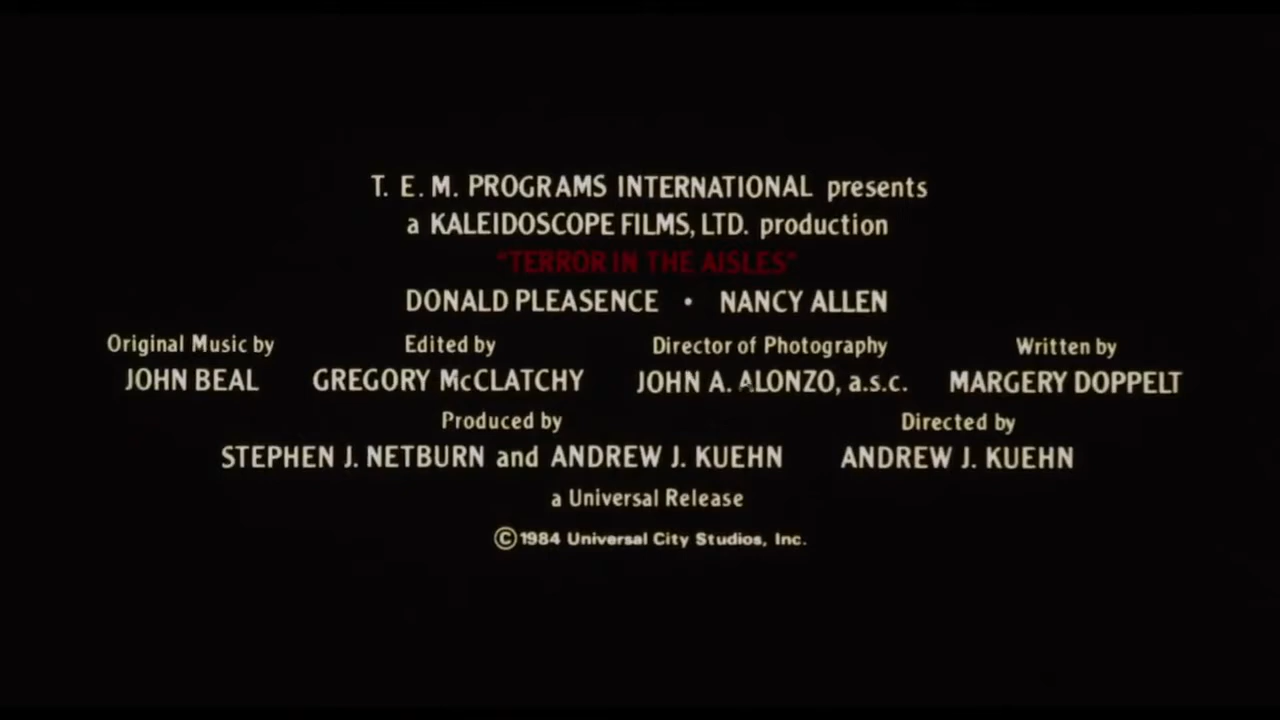 T. E. M. PROGRAMS INTERNATIONAL presents
a KALEIDOSCOPE FILMS, LTD. production
"TERROR IN THE AISLES"
DONALD PLEASENCE • NANCY ALLEN
Original Music by Edited by Director of Photography Written by
JOHN BEAL GREGORY McCLATCHY JOHN A. ALONZO, a.s.c. MARGERY DOPPELT
Produced by Directed by
STEPHEN J. NETBURN and ANDREW J. KUEHN ANDREW J. KUEHN
a Universal Release
©1984 Universal City Studios, Inc.